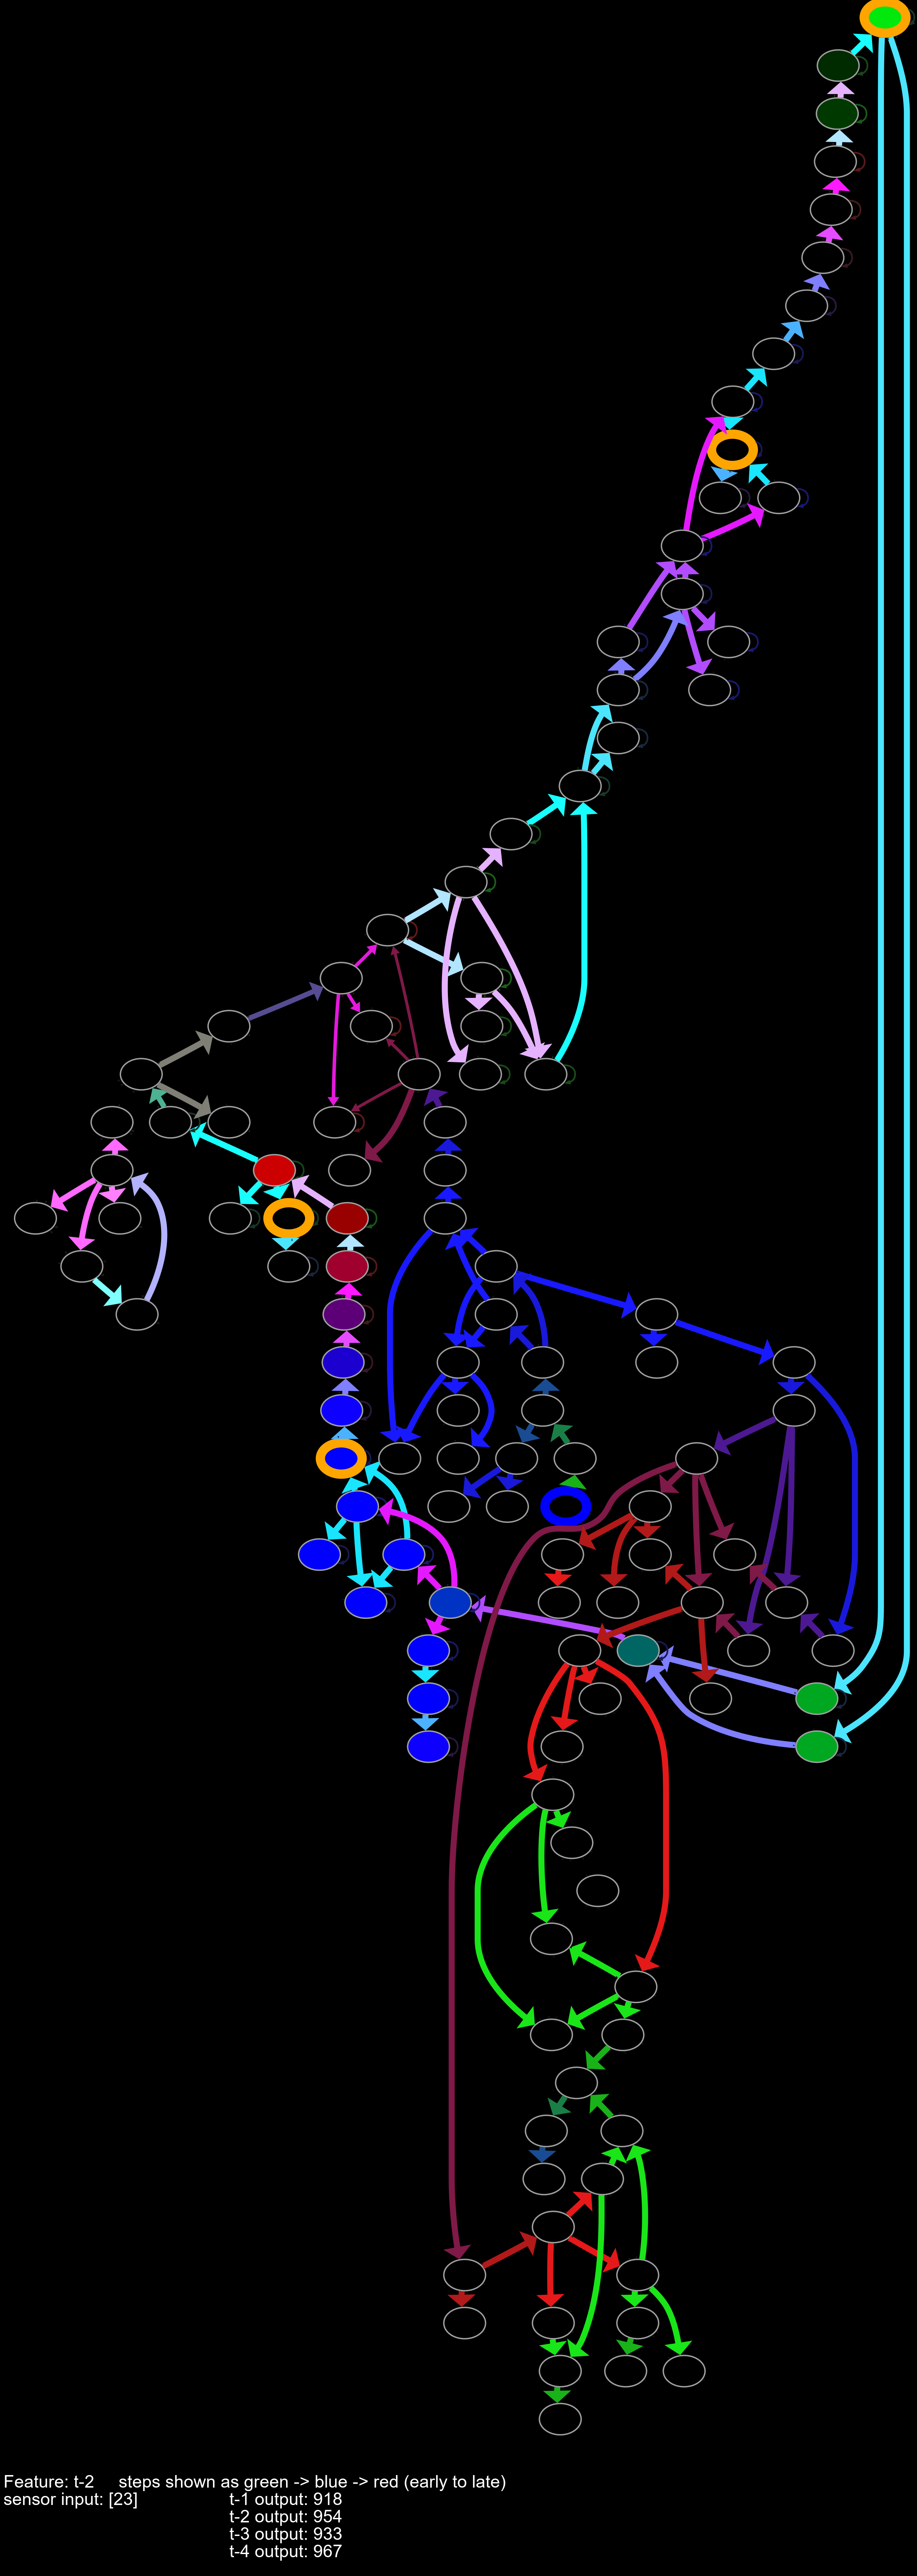 Feature: t-2 steps shown as green -> blue -> red (early to late)
sensor input: [23] t-1 output: 918
t-2 output: 954
t-3 output: 933
t-4 output: 967